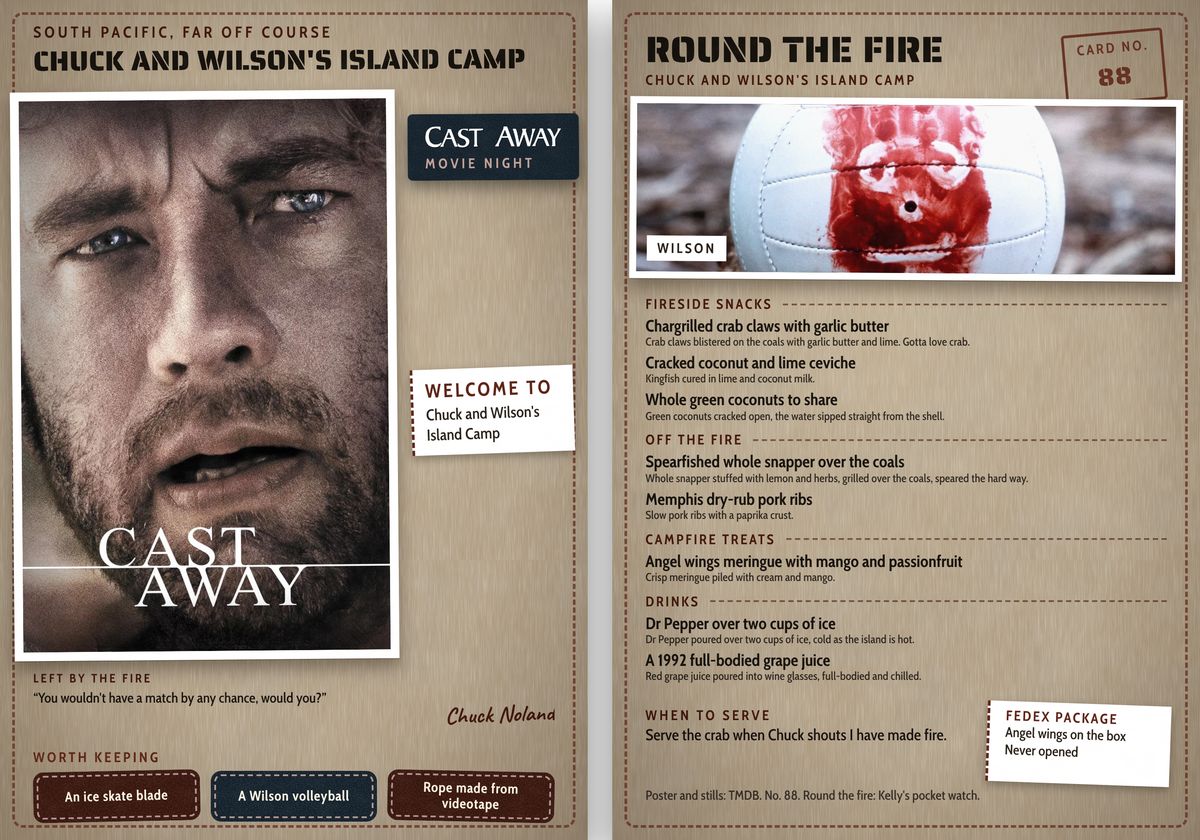 SOUTH PACIFIC, FAR OFF COURSE
CHUCK AND WILSON'S ISLAND CAMP
CAST AWAY
MOVIE NIGHT
WELCOME TO
Chuck and Wilson's
Island Camp
CAST
AWAY
LEFT BY THE FIRE
“You wouldn't have a match by any chance, would you?”
Chuck Noland
WORTH KEEPING
An ice skate blade
A Wilson volleyball
Rope made from
videotape
ROUND THE FIRE
CHUCK AND WILSON'S ISLAND CAMP
CARD NO.
88
WILSON
FIRESIDE SNACKS
Chargrilled crab claws with garlic butter
Crab claws blistered on the coals with garlic butter and lime. Gotta love crab.
Cracked coconut and lime ceviche
Kingfish cured in lime and coconut milk.
Whole green coconuts to share
Green coconuts cracked open, the water sipped straight from the shell.
OFF THE FIRE
Spearfished whole snapper over the coals
Whole snapper stuffed with lemon and herbs, grilled over the coals, speared the hard way.
Memphis dry-rub pork ribs
Slow pork ribs with a paprika crust.
CAMPFIRE TREATS
Angel wings meringue with mango and passionfruit
Crisp meringue piled with cream and mango.
DRINKS
Dr Pepper over two cups of ice
Dr Pepper poured over two cups of ice, cold as the island is hot.
A 1992 full-bodied grape juice
Red grape juice poured into wine glasses, full-bodied and chilled.
WHEN TO SERVE
Serve the crab when Chuck shouts I have made fire.
FEDEX PACKAGE
Angel wings on the box
Never opened
Poster and stills: TMDB. No. 88. Round the fire: Kelly's pocket watch.